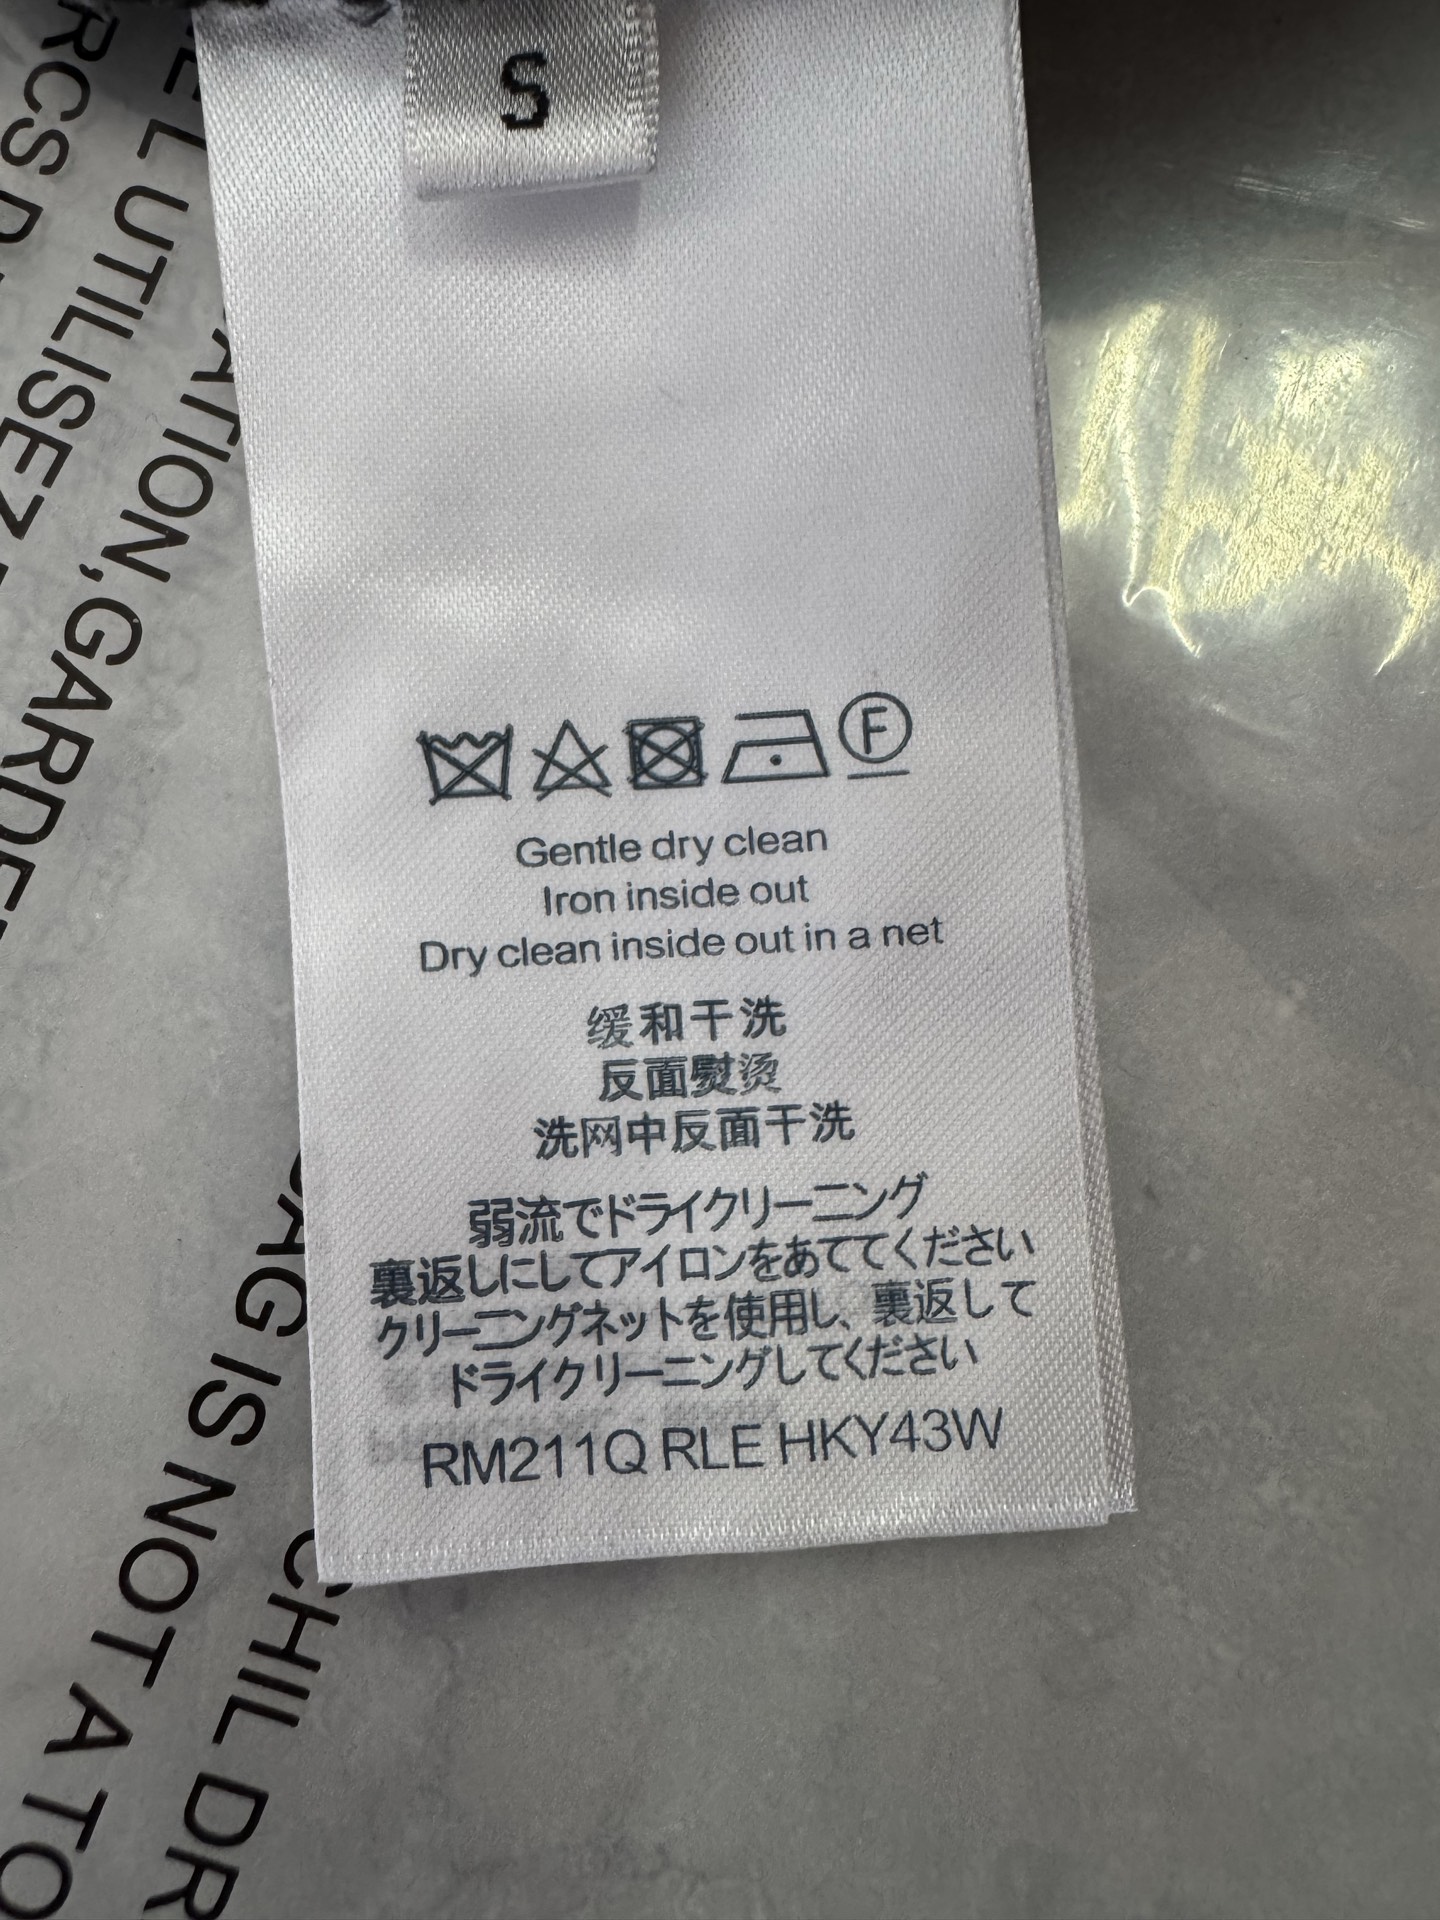 S
F
Gentle dry clean
Iron inside out
Dry clean inside out in a net
缓和干洗
反面熨烫
洗网中反面干洗
弱流でドライクリーニング
裏返しにしてアイロンをあててください
クリーニングネットを使用し、裏返して
ドライクリーニングしてください
RM211Q RLE HKY43W
L UTILISEZ
ATION,GARDE
AG IS NOT A TO
CHILDR